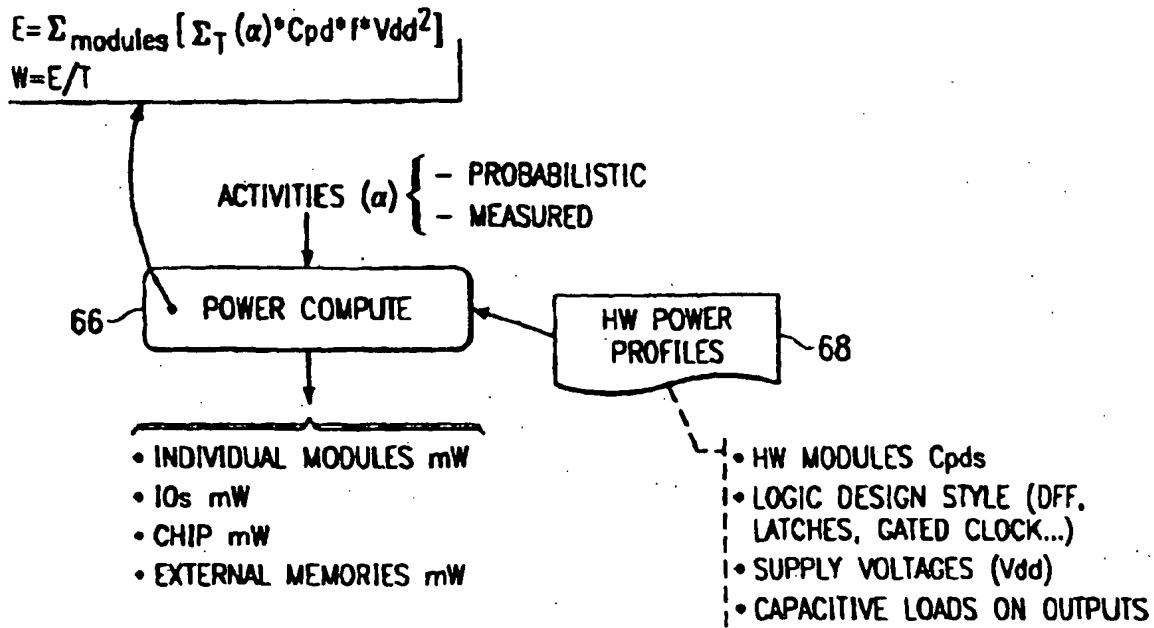 E=Σmodules[ΣT(α)*Cpd*f*Vdd²]
W=E/T
ACTIVITIES (α)
- PROBABILISTIC
- MEASURED
66
POWER COMPUTE
HW POWER
PROFILES
68
• INDIVIDUAL MODULES mW
• IOs mW
• CHIP mW
• EXTERNAL MEMORIES mW
• HW MODULES Cpds
• LOGIC DESIGN STYLE (DFF,
LATCHES, GATED CLOCK...)
• SUPPLY VOLTAGES (Vdd)
• CAPACITIVE LOADS ON OUTPUTS